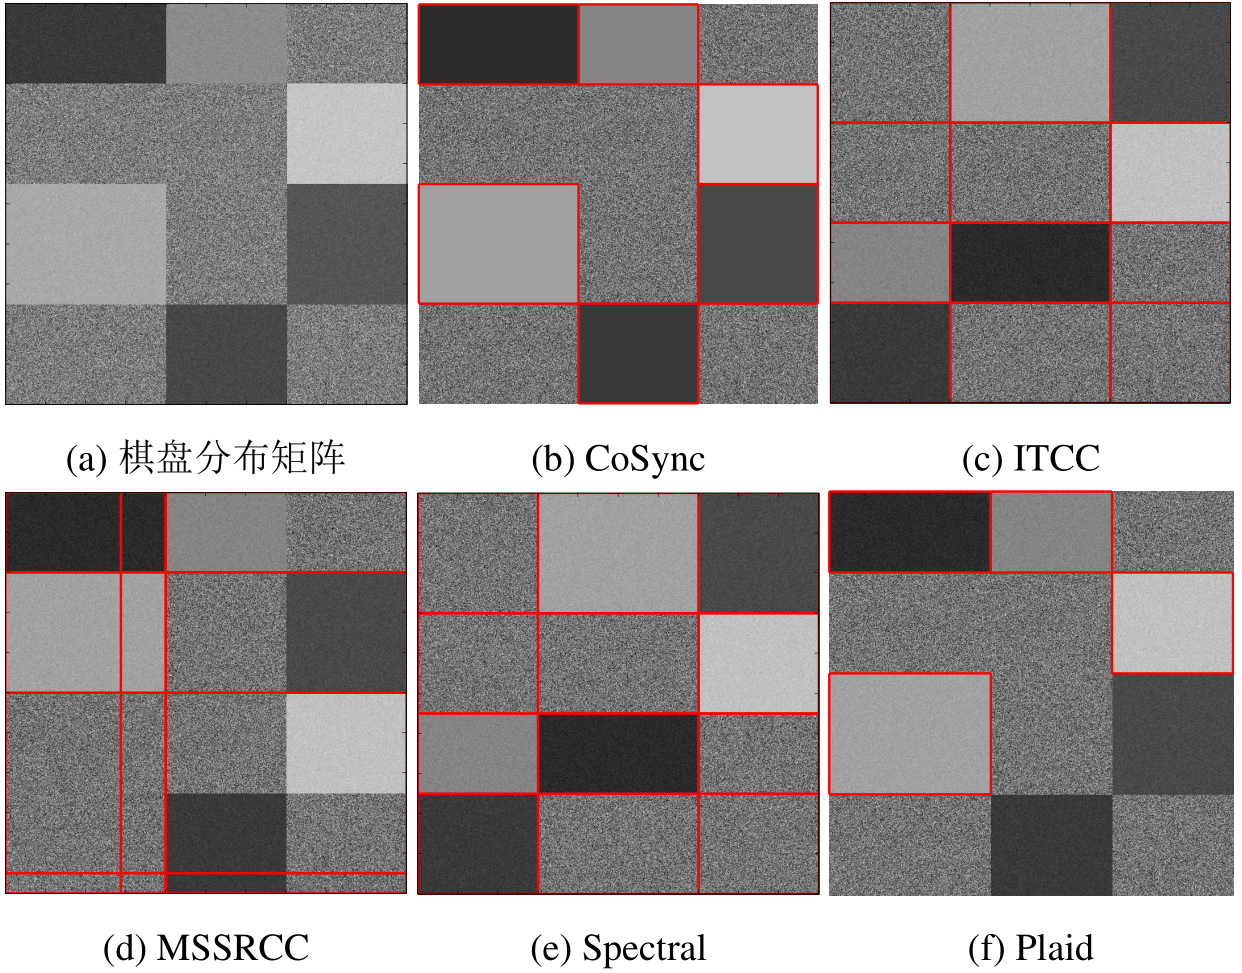 (a) 棋盘分布矩阵
(b) CoSync
(c) ITCC
(d) MSSRCC
(e) Spectral
(f) Plaid